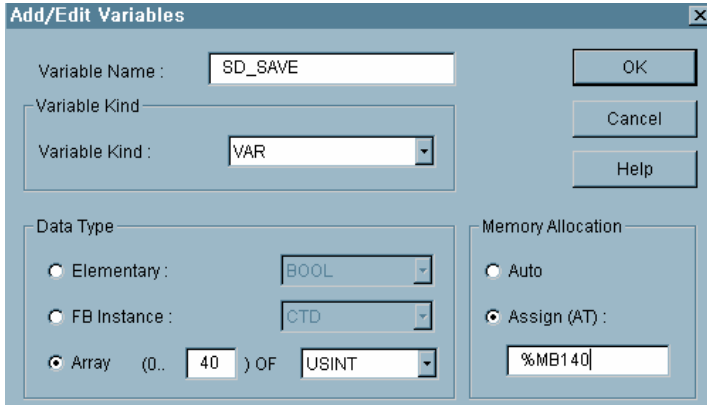 Add/Edit Variables
Variable Name : SD_SAVE
OK
Variable Kind
Cancel
Variable Kind : VAR
Help
Data Type
Memory Allocation
Elementary : BOOL
Auto
FB Instance : CTD
Assign (AT) :
Array (0.. 40 ) OF USINT
%MB140